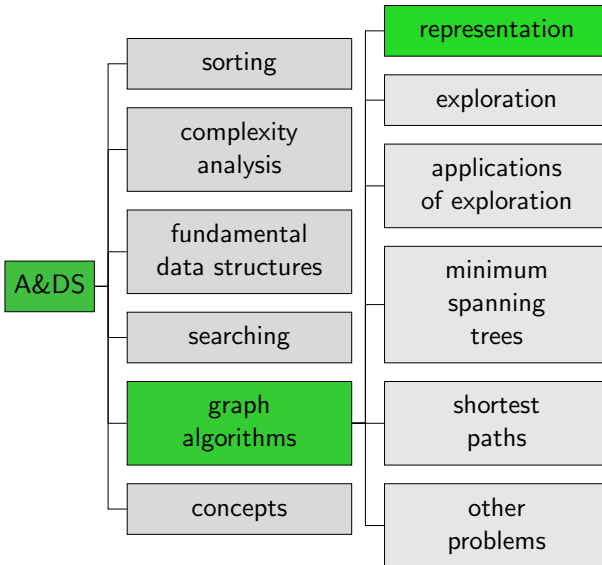 A&DS
sorting
complexity
analysis
fundamental
data structures
searching
graph
algorithms
concepts
representation
exploration
applications
of exploration
minimum
spanning
trees
shortest
paths
other
problems